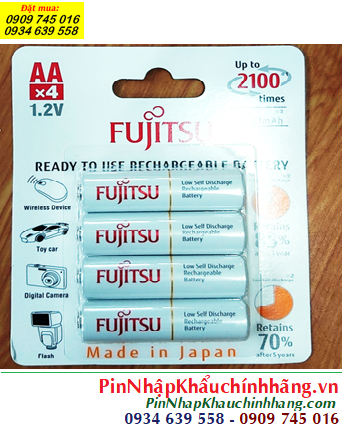 Đặt mua:
0909 745 016
0934 639 558
AA
x4
1.2V
Up to
2100
times
mAh
FUJITSU
READY TO USE RECHARGEABLE BATTERY
Wireless Device
Toy car
Digital Camera
Flash
FUJITSU Low Self Discharge
Rechargeable
Battery
FUJITSU Low Self Discharge
Rechargeable
Battery
FUJITSU Low Self Discharge
Rechargeable
Battery
FUJITSU Low Self Discharge
Rechargeable
Battery
Retains
Retains
70%
after 5 years
Made in Japan
PinNhậpKhẩuchínhhãng.vn
PinNhapKhauchinhhang.com
0934 639 558 - 0909 745 016